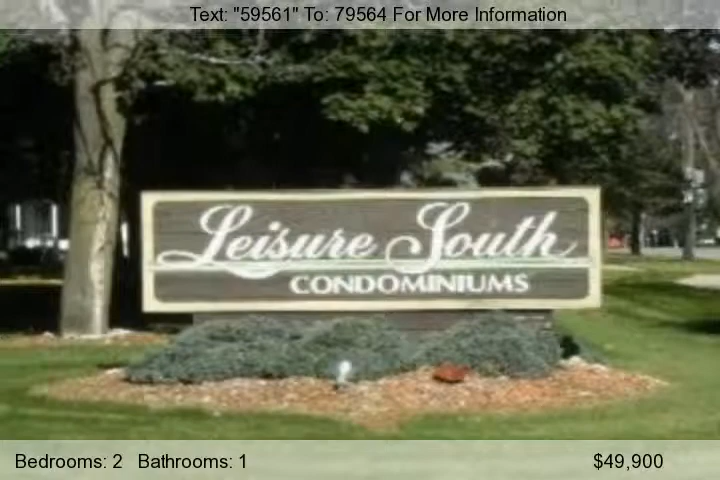 Text: "59561" To: 79564 For More Information
Leisure South
CONDOMINIUMS
Bedrooms: 2 Bathrooms: 1 $49,900